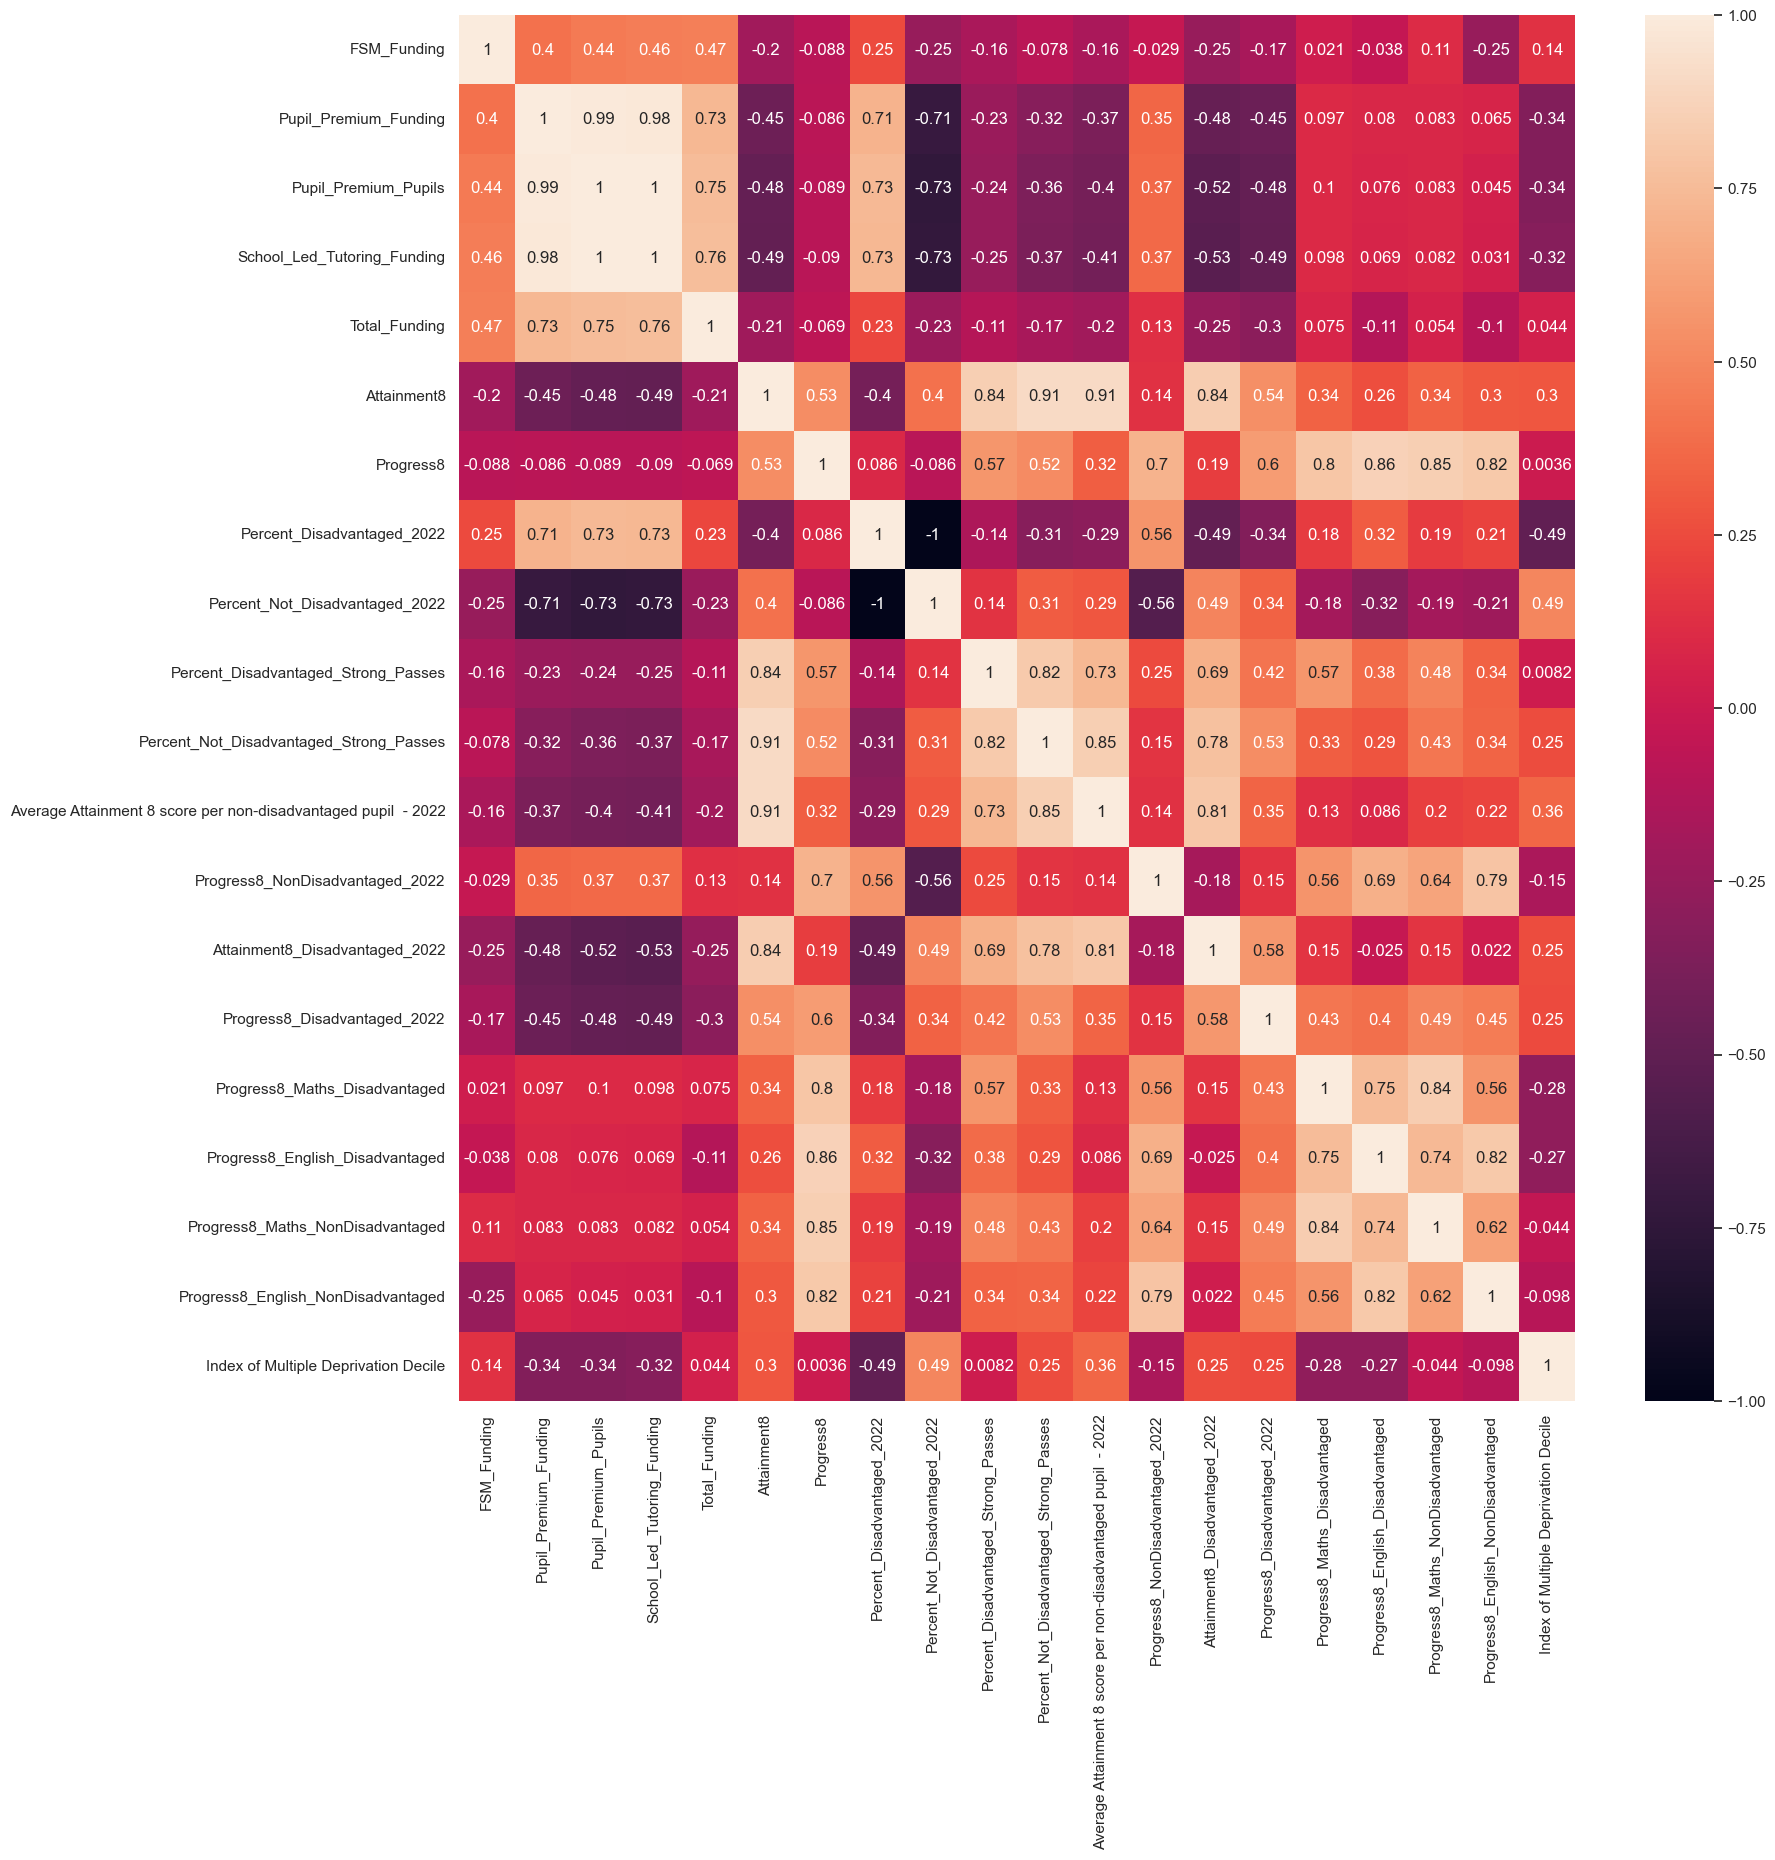 FSM_Funding 1 0.4 0.44 0.46 0.47 -0.2 -0.088 0.25 -0.25 -0.16 -0.078 -0.16 -0.029 -0.25 -0.17 0.021 -0.038 0.11 -0.25 0.14
Pupil_Premium_Funding 0.4 1 0.99 0.98 0.73 -0.45 -0.086 0.71 -0.71 -0.23 -0.32 -0.37 0.35 -0.48 -0.45 0.097 0.08 0.083 0.065 -0.34
Pupil_Premium_Pupils 0.44 0.99 1 1 0.75 -0.48 -0.089 0.73 -0.73 -0.24 -0.36 -0.4 0.37 -0.52 -0.48 0.1 0.076 0.083 0.045 -0.34
School_Led_Tutoring_Funding 0.46 0.98 1 1 0.76 -0.49 -0.09 0.73 -0.73 -0.25 -0.37 -0.41 0.37 -0.53 -0.49 0.098 0.069 0.082 0.031 -0.32
Total_Funding 0.47 0.73 0.75 0.76 1 -0.21 -0.069 0.23 -0.23 -0.11 -0.17 -0.2 0.13 -0.25 -0.3 0.075 -0.11 0.054 -0.1 0.044
Attainment8 -0.2 -0.45 -0.48 -0.49 -0.21 1 0.53 -0.4 0.4 0.84 0.91 0.91 0.14 0.84 0.54 0.34 0.26 0.34 0.3 0.3
Progress8 -0.088 -0.086 -0.089 -0.09 -0.069 0.53 1 0.086 -0.086 0.57 0.52 0.32 0.7 0.19 0.6 0.8 0.86 0.85 0.82 0.0036
Percent_Disadvantaged_2022 0.25 0.71 0.73 0.73 0.23 -0.4 0.086 1 -1 -0.14 -0.31 -0.29 0.56 -0.49 -0.34 0.18 0.32 0.19 0.21 -0.49
Percent_Not_Disadvantaged_2022 -0.25 -0.71 -0.73 -0.73 -0.23 0.4 -0.086 -1 1 0.14 0.31 0.29 -0.56 0.49 0.34 -0.18 -0.32 -0.19 -0.21 0.49
Percent_Disadvantaged_Strong_Passes -0.16 -0.23 -0.24 -0.25 -0.11 0.84 0.57 -0.14 0.14 1 0.82 0.73 0.25 0.69 0.42 0.57 0.38 0.48 0.34 0.0082
Percent_Not_Disadvantaged_Strong_Passes -0.078 -0.32 -0.36 -0.37 -0.17 0.91 0.52 -0.31 0.31 0.82 1 0.85 0.15 0.78 0.53 0.33 0.29 0.43 0.34 0.25
Average Attainment 8 score per non-disadvantaged pupil  - 2022 -0.16 -0.37 -0.4 -0.41 -0.2 0.91 0.32 -0.29 0.29 0.73 0.85 1 0.14 0.81 0.35 0.13 0.086 0.2 0.22 0.36
Progress8_NonDisadvantaged_2022 -0.029 0.35 0.37 0.37 0.13 0.14 0.7 0.56 -0.56 0.25 0.15 0.14 1 -0.18 0.15 0.56 0.69 0.64 0.79 -0.15
Attainment8_Disadvantaged_2022 -0.25 -0.48 -0.52 -0.53 -0.25 0.84 0.19 -0.49 0.49 0.69 0.78 0.81 -0.18 1 0.58 0.15 -0.025 0.15 0.022 0.25
Progress8_Disadvantaged_2022 -0.17 -0.45 -0.48 -0.49 -0.3 0.54 0.6 -0.34 0.34 0.42 0.53 0.35 0.15 0.58 1 0.43 0.4 0.49 0.45 0.25
Progress8_Maths_Disadvantaged 0.021 0.097 0.1 0.098 0.075 0.34 0.8 0.18 -0.18 0.57 0.33 0.13 0.56 0.15 0.43 1 0.75 0.84 0.56 -0.28
Progress8_English_Disadvantaged -0.038 0.08 0.076 0.069 -0.11 0.26 0.86 0.32 -0.32 0.38 0.29 0.086 0.69 -0.025 0.4 0.75 1 0.74 0.82 -0.27
Progress8_Maths_NonDisadvantaged 0.11 0.083 0.083 0.082 0.054 0.34 0.85 0.19 -0.19 0.48 0.43 0.2 0.64 0.15 0.49 0.84 0.74 1 0.62 -0.044
Progress8_English_NonDisadvantaged -0.25 0.065 0.045 0.031 -0.1 0.3 0.82 0.21 -0.21 0.34 0.34 0.22 0.79 0.022 0.45 0.56 0.82 0.62 1 -0.098
Index of Multiple Deprivation Decile 0.14 -0.34 -0.34 -0.32 0.044 0.3 0.0036 -0.49 0.49 0.0082 0.25 0.36 -0.15 0.25 0.25 -0.28 -0.27 -0.044 -0.098 1
FSM_Funding
Pupil_Premium_Funding
Pupil_Premium_Pupils
School_Led_Tutoring_Funding
Total_Funding
Attainment8
Progress8
Percent_Disadvantaged_2022
Percent_Not_Disadvantaged_2022
Percent_Disadvantaged_Strong_Passes
Percent_Not_Disadvantaged_Strong_Passes
Average Attainment 8 score per non-disadvantaged pupil  - 2022
Progress8_NonDisadvantaged_2022
Attainment8_Disadvantaged_2022
Progress8_Disadvantaged_2022
Progress8_Maths_Disadvantaged
Progress8_English_Disadvantaged
Progress8_Maths_NonDisadvantaged
Progress8_English_NonDisadvantaged
Index of Multiple Deprivation Decile
1.00
0.75
0.50
0.25
0.00
−0.25
−0.50
−0.75
−1.00